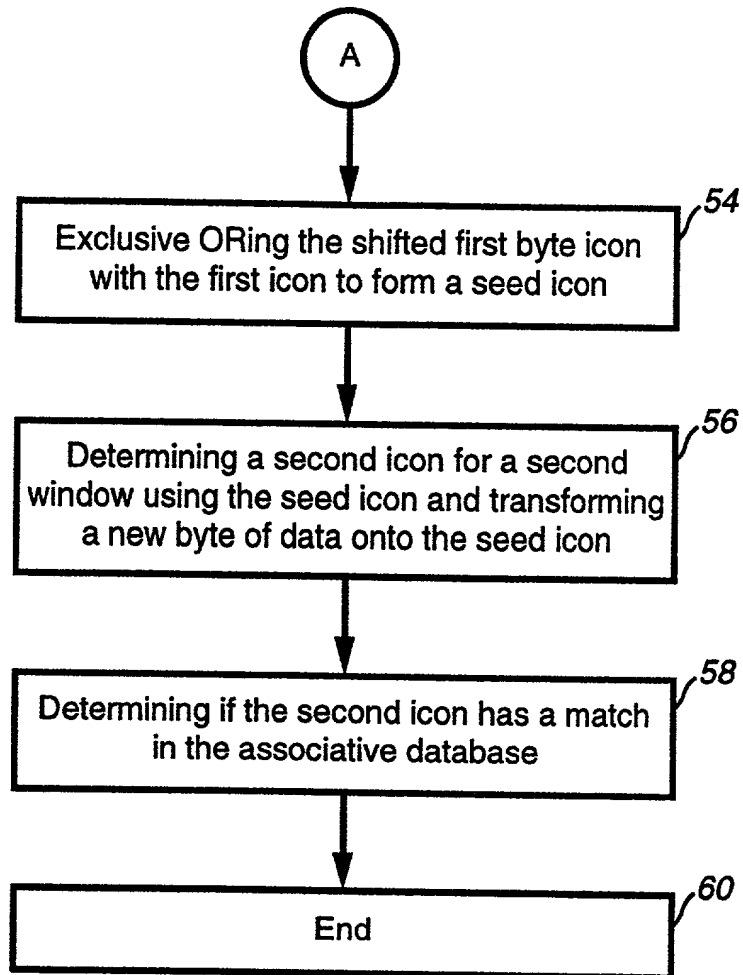 A
54
Exclusive ORing the shifted first byte icon
with the first icon to form a seed icon
56
Determining a second icon for a second
window using the seed icon and transforming
a new byte of data onto the seed icon
58
Determining if the second icon has a match
in the associative database
60
End